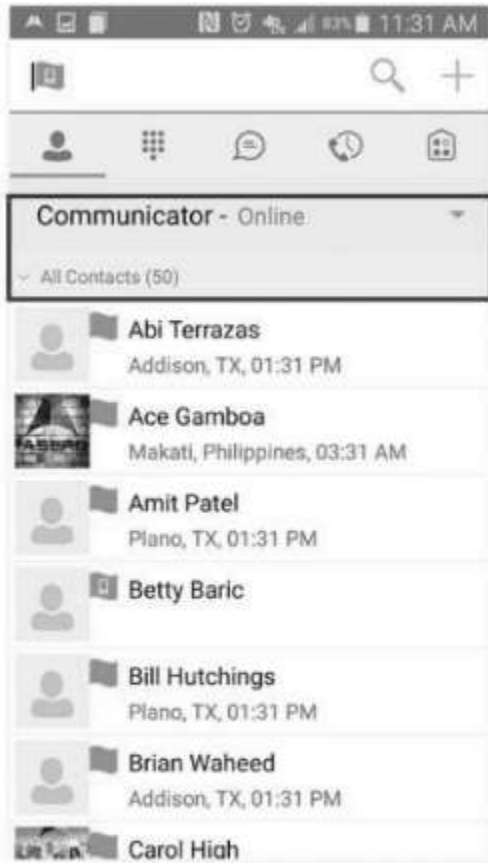 83% 11:31 AM
Communicator - Online
All Contacts (50)
Abi Terrazas
Addison, TX, 01:31 PM
Ace Gamboa
Makati, Philippines, 03:31 AM
Amit Patel
Plano, TX, 01:31 PM
Betty Baric
Bill Hutchings
Plano, TX, 01:31 PM
Brian Waheed
Addison, TX, 01:31 PM
Carol High